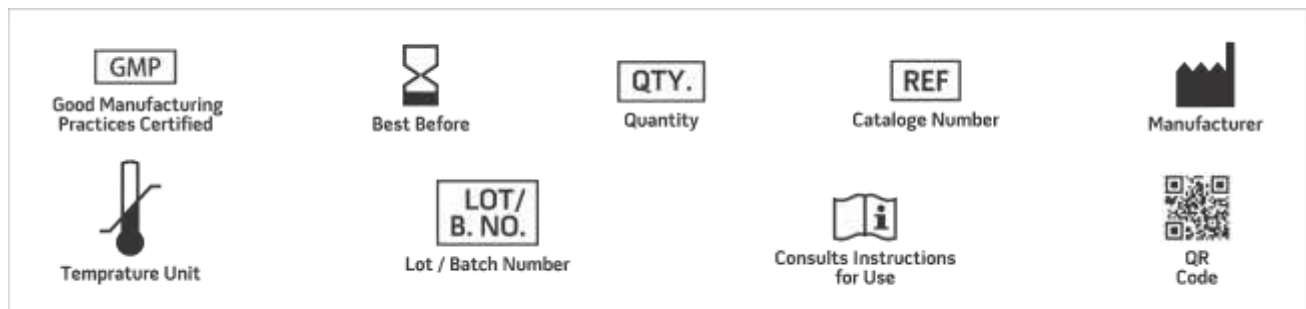 GMP
Good Manufacturing
Practices Certified
Best Before
QTY.
Quantity
REF
Cataloge Number
Manufacturer
Temprature Unit
LOT/
B. NO.
Lot / Batch Number
i
Consults Instructions
for Use
QR
Code